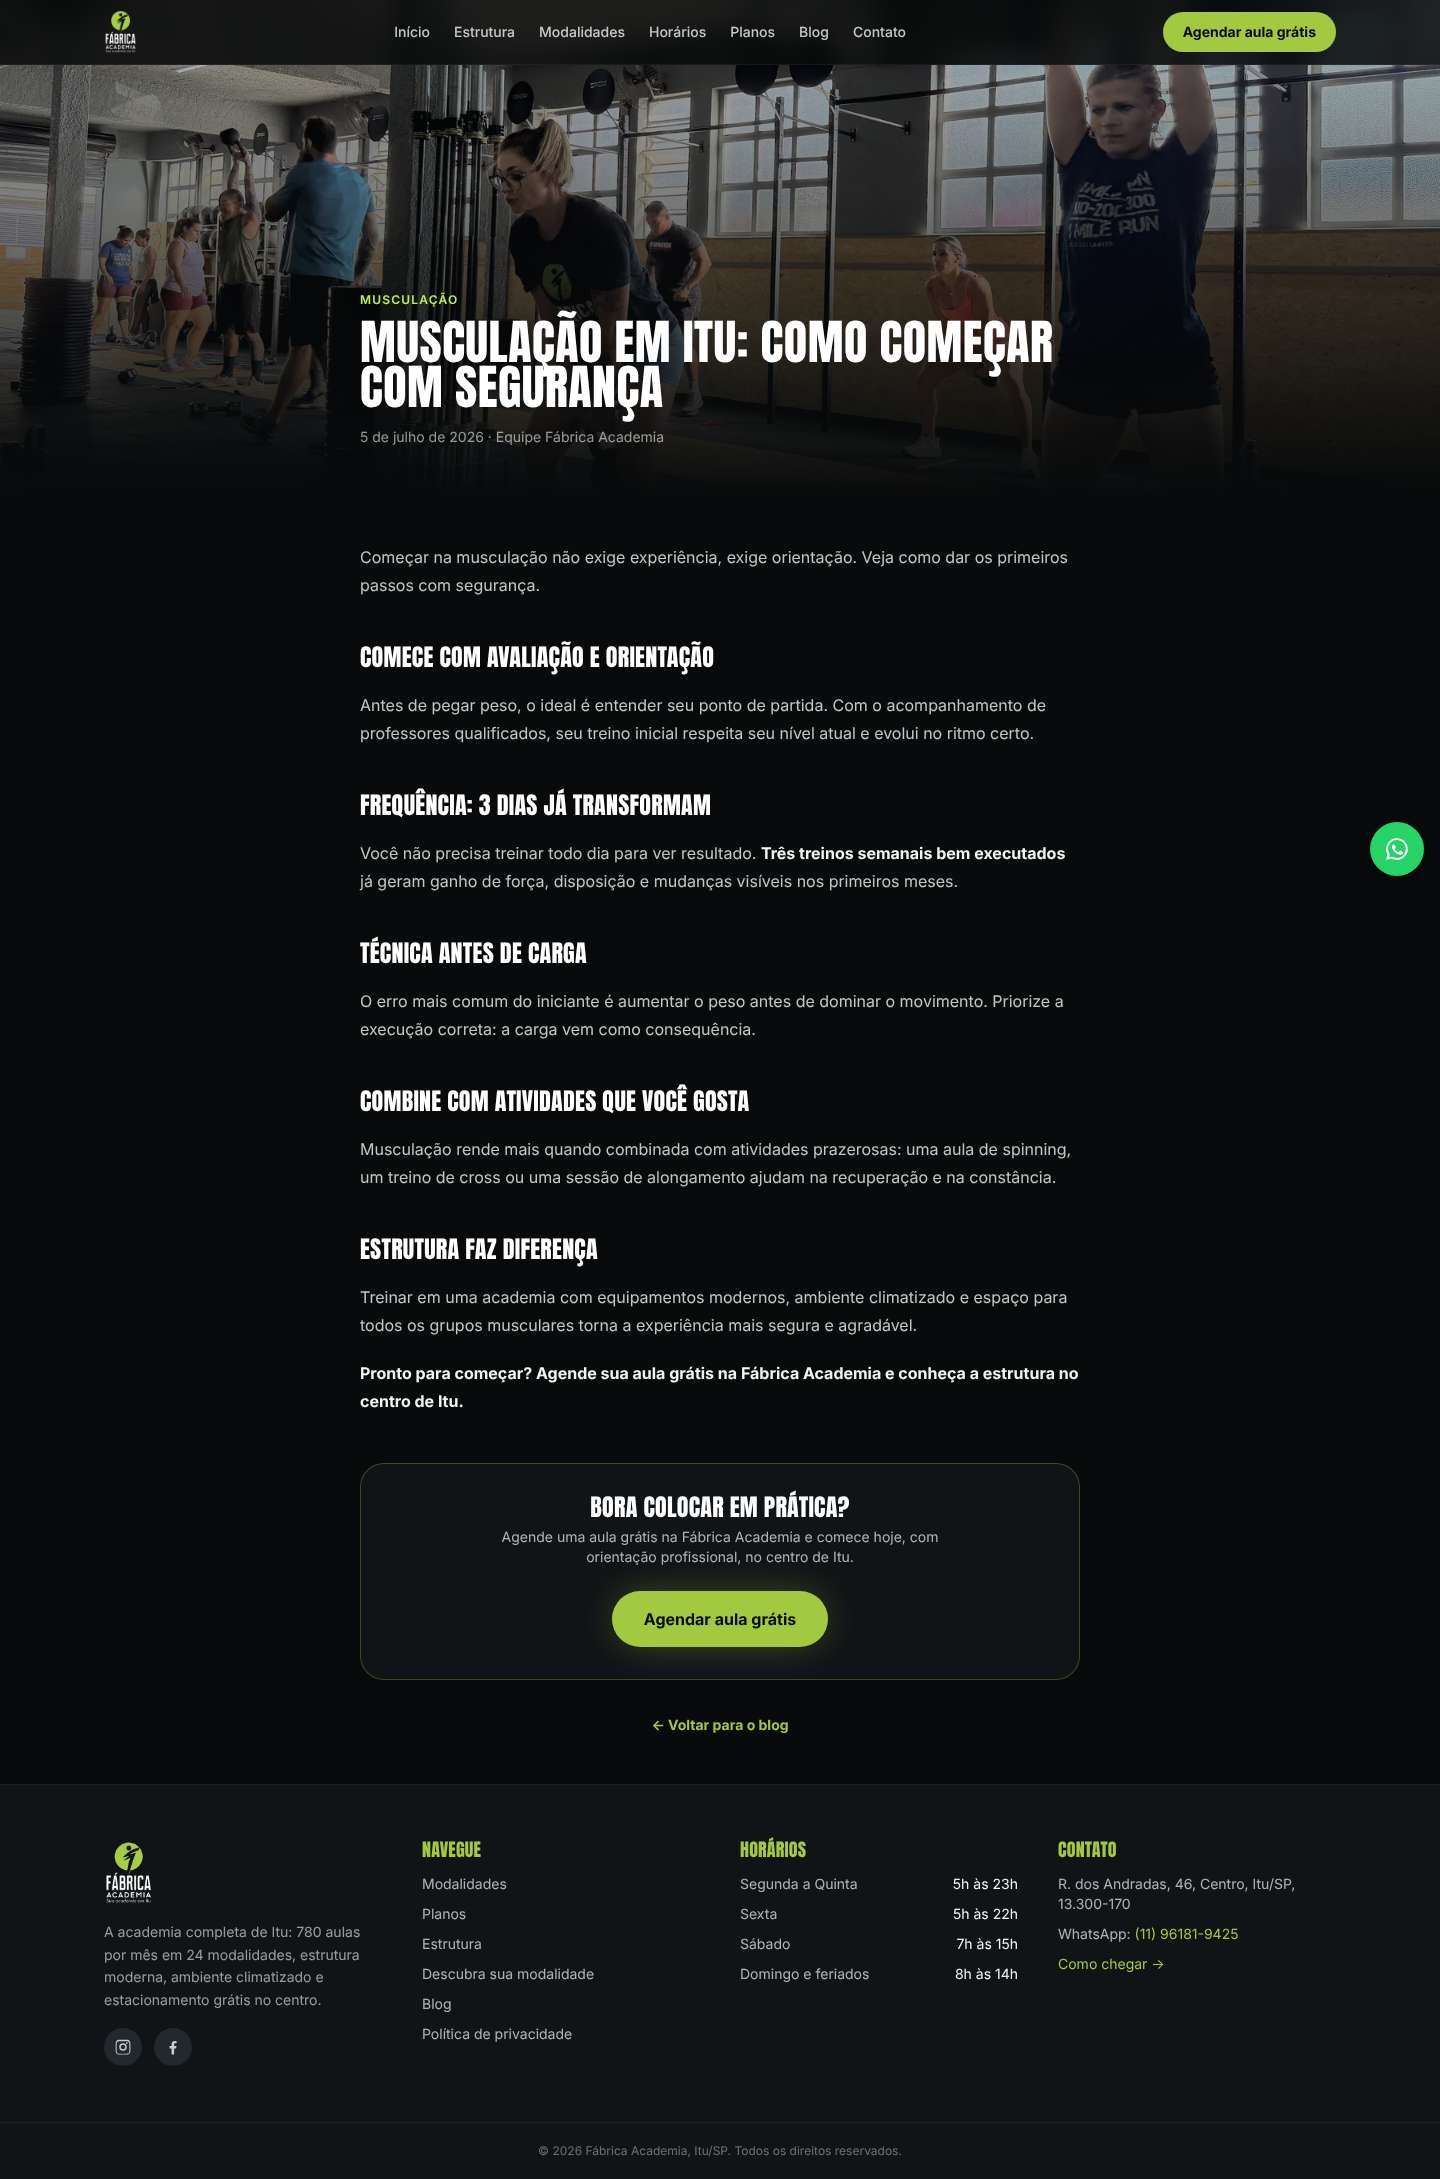 FÁBRICA
ACADEMIA
Início
Estrutura
Modalidades
Horários
Planos
Blog
Contato
Agendar aula grátis
MUSCULAÇÃO
MUSCULAÇÃO EM ITU: COMO COMEÇAR
COM SEGURANÇA
5 de julho de 2026 · Equipe Fábrica Academia
Começar na musculação não exige experiência, exige orientação. Veja como dar os primeiros
passos com segurança.
COMECE COM AVALIAÇÃO E ORIENTAÇÃO
Antes de pegar peso, o ideal é entender seu ponto de partida. Com o acompanhamento de
professores qualificados, seu treino inicial respeita seu nível atual e evolui no ritmo certo.
FREQUÊNCIA: 3 DIAS JÁ TRANSFORMAM
Você não precisa treinar todo dia para ver resultado. Três treinos semanais bem executados
já geram ganho de força, disposição e mudanças visíveis nos primeiros meses.
TÉCNICA ANTES DE CARGA
O erro mais comum do iniciante é aumentar o peso antes de dominar o movimento. Priorize a
execução correta: a carga vem como consequência.
COMBINE COM ATIVIDADES QUE VOCÊ GOSTA
Musculação rende mais quando combinada com atividades prazerosas: uma aula de spinning,
um treino de cross ou uma sessão de alongamento ajudam na recuperação e na constância.
ESTRUTURA FAZ DIFERENÇA
Treinar em uma academia com equipamentos modernos, ambiente climatizado e espaço para
todos os grupos musculares torna a experiência mais segura e agradável.
Pronto para começar? Agende sua aula grátis na Fábrica Academia e conheça a estrutura no
centro de Itu.
BORA COLOCAR EM PRÁTICA?
Agende uma aula grátis na Fábrica Academia e comece hoje, com
orientação profissional, no centro de Itu.
Agendar aula grátis
← Voltar para o blog
FÁBRICA
ACADEMIA
A academia completa de Itu: 780 aulas
por mês em 24 modalidades, estrutura
moderna, ambiente climatizado e
estacionamento grátis no centro.
NAVEGUE
Modalidades
Planos
Estrutura
Descubra sua modalidade
Blog
Política de privacidade
HORÁRIOS
Segunda a Quinta 5h às 23h
Sexta 5h às 22h
Sábado 7h às 15h
Domingo e feriados 8h às 14h
CONTATO
R. dos Andradas, 46, Centro, Itu/SP,
13.300-170
WhatsApp: (11) 96181-9425
Como chegar →
© 2026 Fábrica Academia, Itu/SP. Todos os direitos reservados.